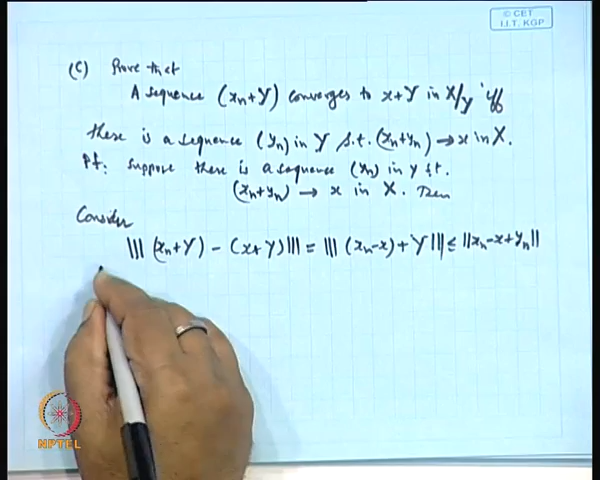 © CET
I.I.T. KGP
(C) Prove that
A sequence (xn+Y) converges to x+Y in X/Y iff
there is a sequence (yn) in Y s.t. (xn+yn) → x in X.
Pf: Suppose there is a sequence (yn) in Y s.t.
(xn+yn) → x in X. Then
Consider
||| (xn+Y) - (x+Y) ||| = ||| (xn-x)+Y ||| ≤ ||xn-x+yn||
NPTEL